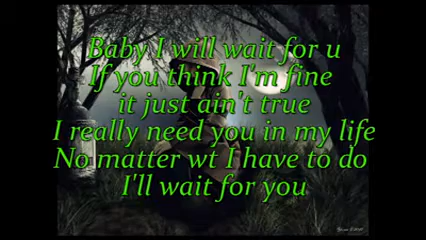 Baby I will wait for u
If you think I'm fine
it just ain't true
I really need you in my life
No matter wt I have to do
I'll wait for you